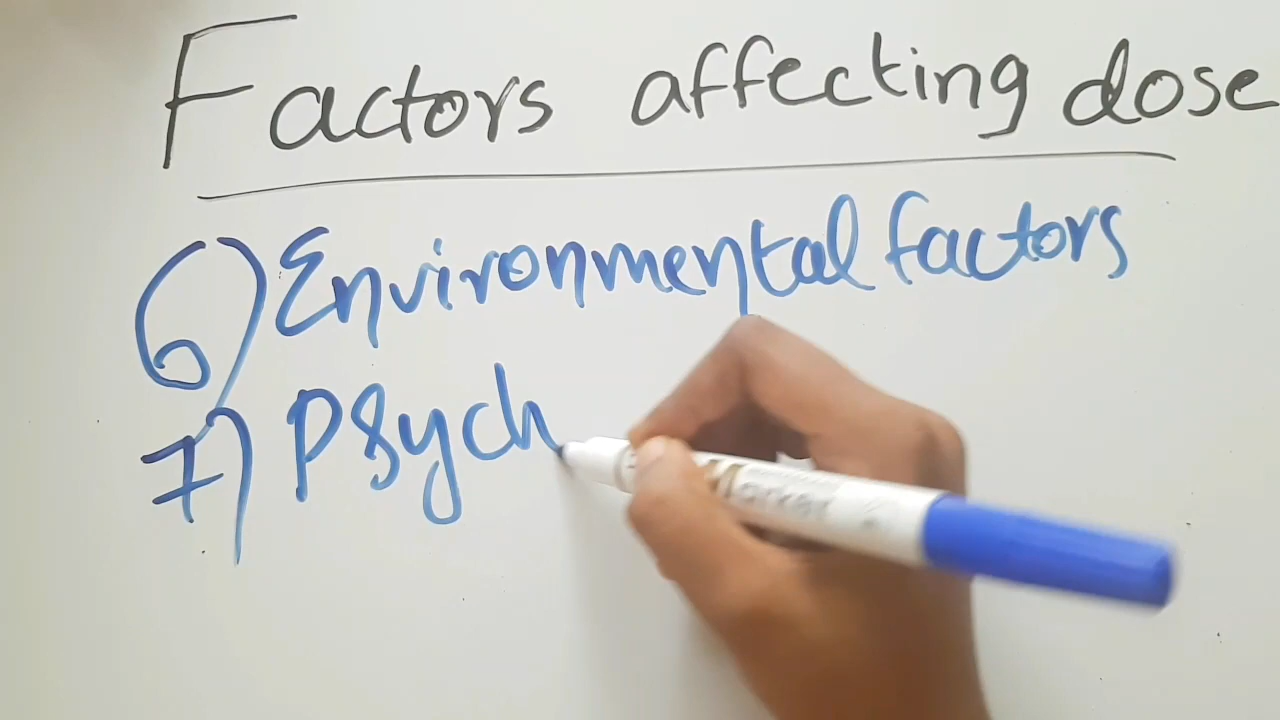 Factors affecting dose
6) Environmental factors
7) Psych